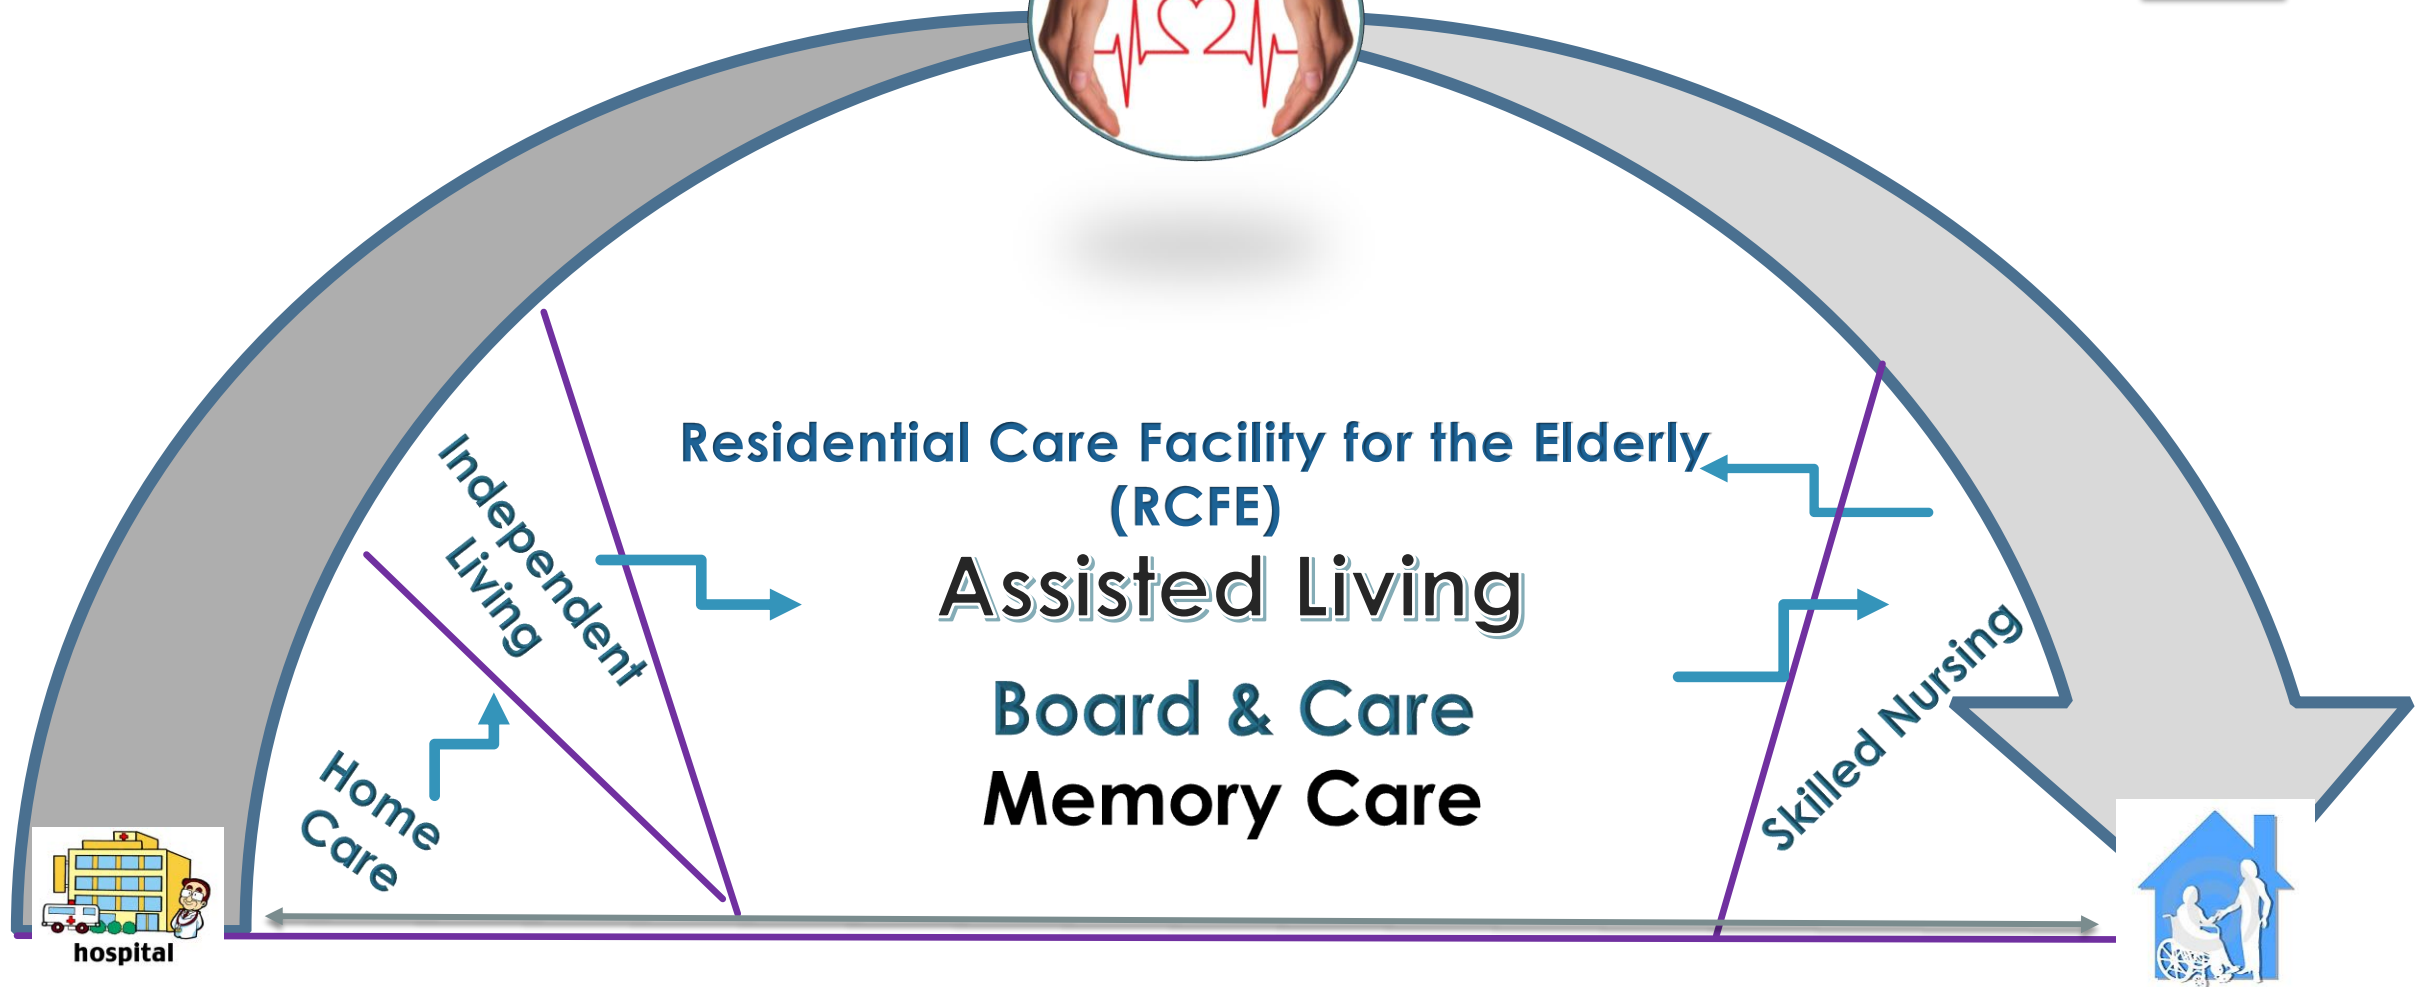 Residential Care Facility for the Elderly
(RCFE)
Assisted Living
Board & Care
Memory Care
Independent
Living
Home
Care
Skilled Nursing
hospital